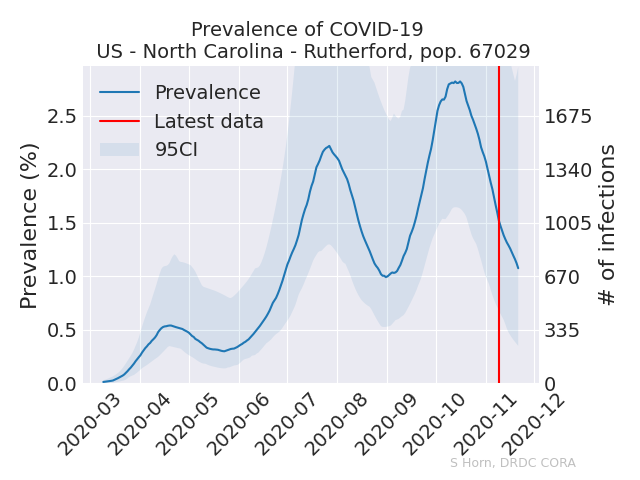 Prevalence of COVID-19
US - North Carolina - Rutherford, pop. 67029
Prevalence
Latest data
95CI
Prevalence (%)
2.5
2.0
1.5
1.0
0.5
0.0
1675
1340
1005
670
335
0
# of infections
2020-03
2020-04
2020-05
2020-06
2020-07
2020-08
2020-09
2020-10
2020-11
2020-12
S Horn, DRDC CORA